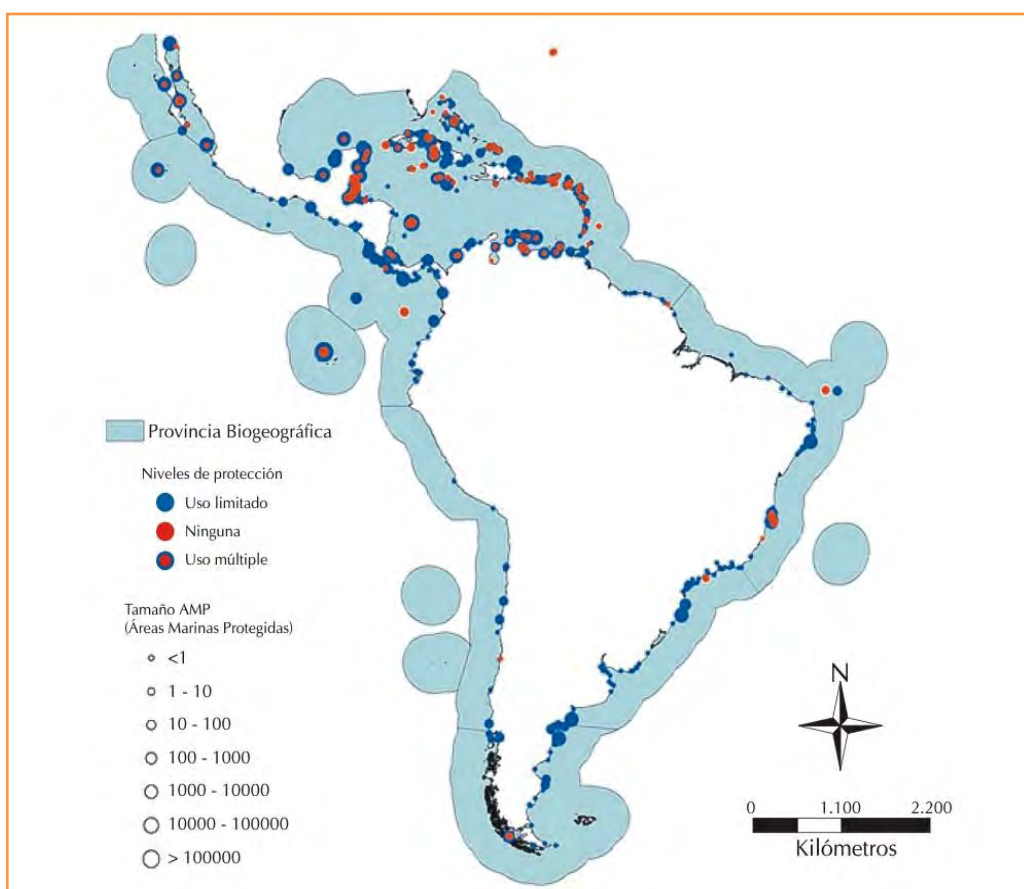 Provincia Biogeográfica
Niveles de protección
Uso limitado
Ninguna
Uso múltiple
Tamaño AMP
(Áreas Marinas Protegidas)
<1
1 - 10
10 - 100
100 - 1000
1000 - 10000
10000 - 100000
> 100000
N
0 1.100 2.200
Kilómetros